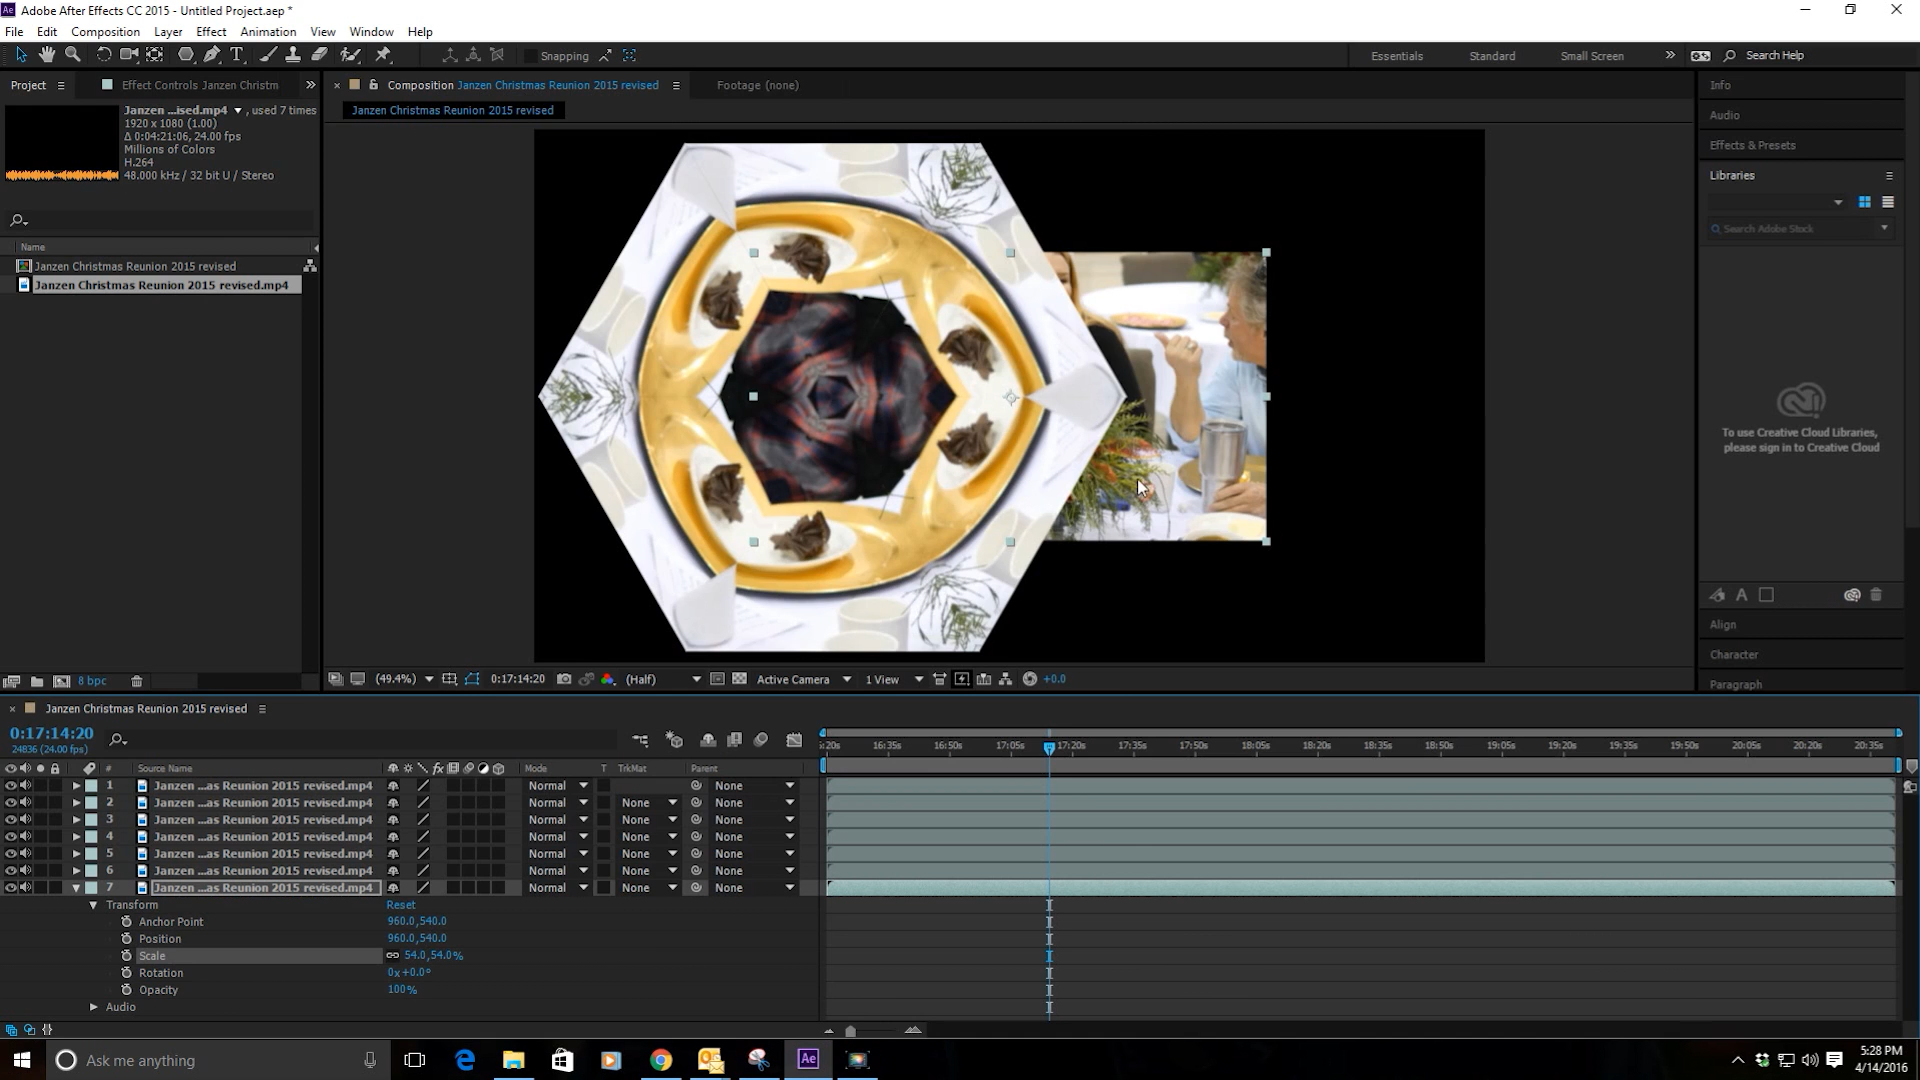 Adobe After Effects CC 2015 - Untitled Project.aep *
File Edit Composition Layer Effect Animation View Window Help
Snapping Essentials Standard Small Screen » Search Help
Project Effect Controls Janzen Christm » × Composition Janzen Christmas Reunion 2015 revised Footage (none) Info
Janzen Christmas Reunion 2015 revised
Janzen ...ised.mp4 ▼ , used 7 times
1920 x 1080 (1.00)
Δ 0:04:21:06, 24.00 fps
Millions of Colors
H.264
48.000 kHz / 32 bit U / Stereo
Name
Janzen Christmas Reunion 2015 revised
Janzen Christmas Reunion 2015 revised.mp4
Audio
Effects & Presets
Libraries
Search Adobe Stock
To use Creative Cloud Libraries,
please sign in to Creative Cloud
Align
Character
Paragraph
8 bpc
(49.4%) 0:17:14:20 (Half) Active Camera 1 View +0.0
× Janzen Christmas Reunion 2015 revised
0:17:14:20
24836 (24.00 fps)
:20s 16:35s 16:50s 17:05s 17:20s 17:35s 17:50s 18:05s 18:20s 18:35s 18:50s 19:05s 19:20s 19:35s 19:50s 20:05s 20:20s 20:35s
# Source Name fx Mode T TrkMat Parent
1 Janzen ...as Reunion 2015 revised.mp4 Normal None
2 Janzen ...as Reunion 2015 revised.mp4 Normal None None
3 Janzen ...as Reunion 2015 revised.mp4 Normal None None
4 Janzen ...as Reunion 2015 revised.mp4 Normal None None
5 Janzen ...as Reunion 2015 revised.mp4 Normal None None
6 Janzen ...as Reunion 2015 revised.mp4 Normal None None
7 Janzen ...as Reunion 2015 revised.mp4 Normal None None
Transform Reset
Anchor Point 960.0,540.0
Position 960.0,540.0
Scale 54.0,54.0%
Rotation 0x+0.0°
Opacity 100%
Audio
Ask me anything
Ae
5:28 PM
4/14/2016